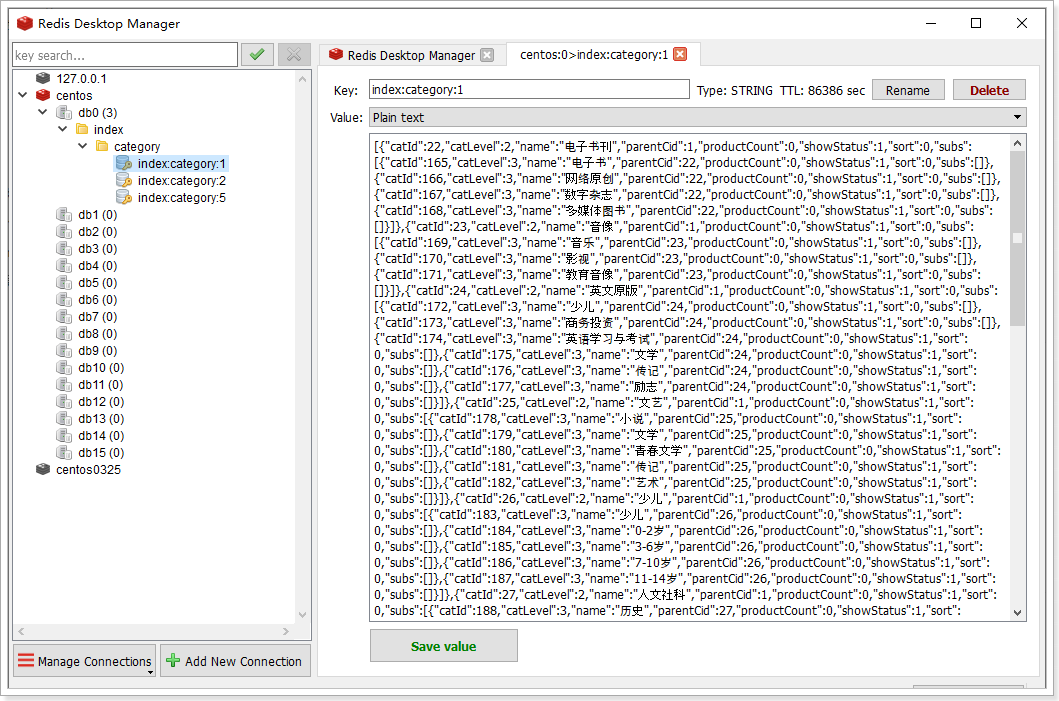 Redis Desktop Manager
key search...
127.0.0.1
centos
db0 (3)
index
category
index:category:1
index:category:2
index:category:5
db1 (0)
db2 (0)
db3 (0)
db4 (0)
db5 (0)
db6 (0)
db7 (0)
db8 (0)
db9 (0)
db10 (0)
db11 (0)
db12 (0)
db13 (0)
db14 (0)
db15 (0)
centos0325
Manage Connections
Add New Connection
Redis Desktop Manager
centos:0>index:category:1
Key: index:category:1 Type: STRING TTL: 86386 sec Rename Delete
Value: Plain text
[{"catId":22,"catLevel":2,"name":"电子书刊","parentCid":1,"productCount":0,"showStatus":1,"sort":0,"subs":
[{"catId":165,"catLevel":3,"name":"电子书","parentCid":22,"productCount":0,"showStatus":1,"sort":0,"subs":[]},
{"catId":166,"catLevel":3,"name":"网络原创","parentCid":22,"productCount":0,"showStatus":1,"sort":0,"subs":[]},
{"catId":167,"catLevel":3,"name":"数字杂志","parentCid":22,"productCount":0,"showStatus":1,"sort":0,"subs":[]},
{"catId":168,"catLevel":3,"name":"多媒体图书","parentCid":22,"productCount":0,"showStatus":1,"sort":0,"subs":
[]}]},{"catId":23,"catLevel":2,"name":"音像","parentCid":1,"productCount":0,"showStatus":1,"sort":0,"subs":
[{"catId":169,"catLevel":3,"name":"音乐","parentCid":23,"productCount":0,"showStatus":1,"sort":0,"subs":[]},
{"catId":170,"catLevel":3,"name":"影视","parentCid":23,"productCount":0,"showStatus":1,"sort":0,"subs":[]},
{"catId":171,"catLevel":3,"name":"教育音像","parentCid":23,"productCount":0,"showStatus":1,"sort":0,"subs":
[]}]},{"catId":24,"catLevel":2,"name":"英文原版","parentCid":1,"productCount":0,"showStatus":1,"sort":0,"subs":
[{"catId":172,"catLevel":3,"name":"少儿","parentCid":24,"productCount":0,"showStatus":1,"sort":0,"subs":[]},
{"catId":173,"catLevel":3,"name":"商务投资","parentCid":24,"productCount":0,"showStatus":1,"sort":0,"subs":[]},
{"catId":174,"catLevel":3,"name":"英语学习与考试","parentCid":24,"productCount":0,"showStatus":1,"sort":
0,"subs":[]},{"catId":175,"catLevel":3,"name":"文学","parentCid":24,"productCount":0,"showStatus":1,"sort":
0,"subs":[]},{"catId":176,"catLevel":3,"name":"传记","parentCid":24,"productCount":0,"showStatus":1,"sort":
0,"subs":[]},{"catId":177,"catLevel":3,"name":"励志","parentCid":24,"productCount":0,"showStatus":1,"sort":
0,"subs":[]}]},{"catId":25,"catLevel":2,"name":"文艺","parentCid":1,"productCount":0,"showStatus":1,"sort":
0,"subs":[{"catId":178,"catLevel":3,"name":"小说","parentCid":25,"productCount":0,"showStatus":1,"sort":
0,"subs":[]},{"catId":179,"catLevel":3,"name":"文学","parentCid":25,"productCount":0,"showStatus":1,"sort":
0,"subs":[]},{"catId":180,"catLevel":3,"name":"青春文学","parentCid":25,"productCount":0,"showStatus":1,"sort":
0,"subs":[]},{"catId":181,"catLevel":3,"name":"传记","parentCid":25,"productCount":0,"showStatus":1,"sort":
0,"subs":[]},{"catId":182,"catLevel":3,"name":"艺术","parentCid":25,"productCount":0,"showStatus":1,"sort":
0,"subs":[]}]},{"catId":26,"catLevel":2,"name":"少儿","parentCid":1,"productCount":0,"showStatus":1,"sort":
0,"subs":[{"catId":183,"catLevel":3,"name":"少儿","parentCid":26,"productCount":0,"showStatus":1,"sort":
0,"subs":[]},{"catId":184,"catLevel":3,"name":"0-2岁","parentCid":26,"productCount":0,"showStatus":1,"sort":
0,"subs":[]},{"catId":185,"catLevel":3,"name":"3-6岁","parentCid":26,"productCount":0,"showStatus":1,"sort":
0,"subs":[]},{"catId":186,"catLevel":3,"name":"7-10岁","parentCid":26,"productCount":0,"showStatus":1,"sort":
0,"subs":[]},{"catId":187,"catLevel":3,"name":"11-14岁","parentCid":26,"productCount":0,"showStatus":1,"sort":
0,"subs":[]}]},{"catId":27,"catLevel":2,"name":"人文社科","parentCid":1,"productCount":0,"showStatus":1,"sort":
0,"subs":[{"catId":188,"catLevel":3,"name":"历史","parentCid":27,"productCount":0,"showStatus":1,"sort":
Save value